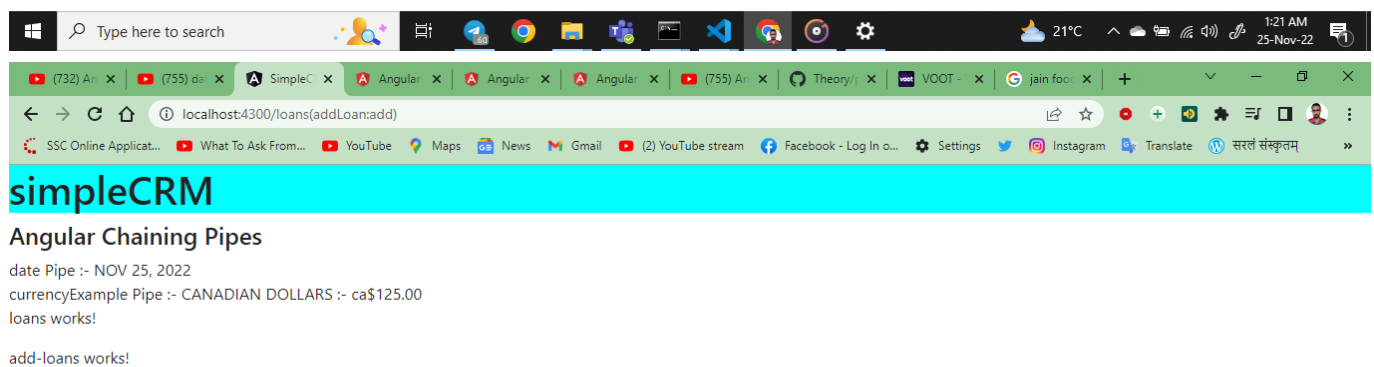 Type here to search
60
21°C
1:21 AM
25-Nov-22
1
(732) An
(755) da
SimpleC
Angular
Angular
Angular
(755) An
Theory/
VOOT -
jain food
localhost:4300/loans(addLoan:add)
SSC Online Applicat... What To Ask From... YouTube Maps News Gmail (2) YouTube stream Facebook - Log In o... Settings Instagram Translate सरलं संस्कृतम् »
simpleCRM
Angular Chaining Pipes
date Pipe :- NOV 25, 2022
currencyExample Pipe :- CANADIAN DOLLARS :- ca$125.00
loans works!
add-loans works!